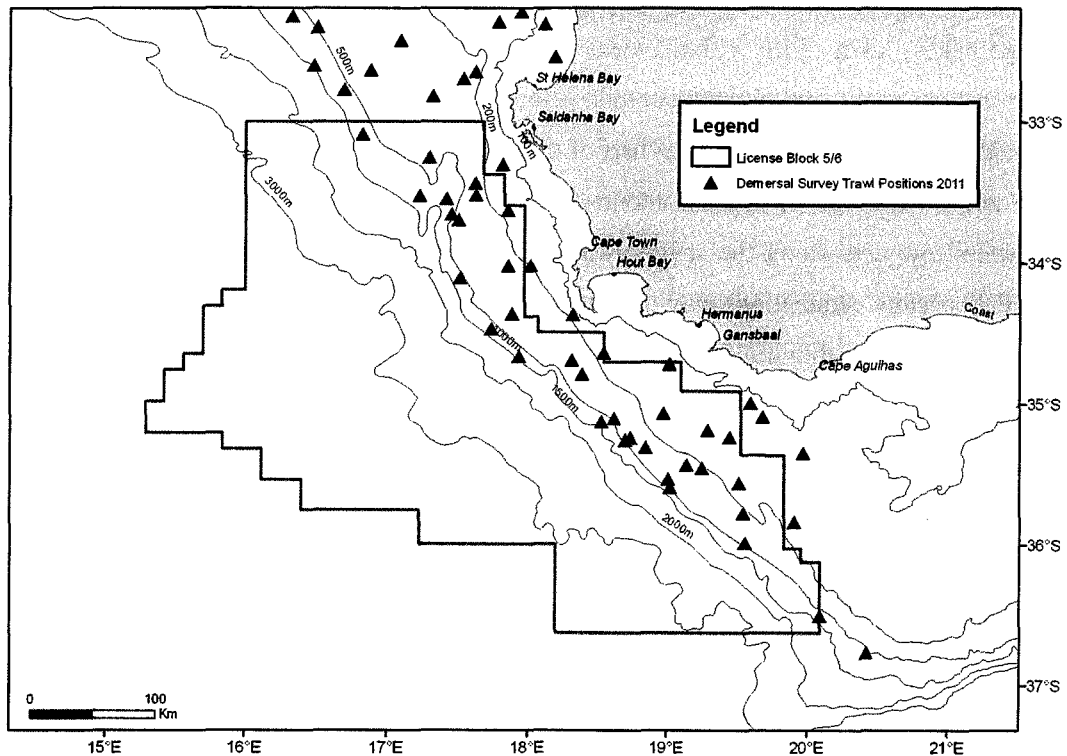 500m
St Helena Bay
200m
100m
Saldanha Bay
33°S
Legend
License Block 5/6
Demersal Survey Trawl Positions 2011
3000m
Cape Town
Hout Bay
34°S
Hermanus
Gansbaai
Coast
1000m
Cape Agulhas
1500m
35°S
2000m
36°S
0 100
Km
37°S
15°E 16°E 17°E 18°E 19°E 20°E 21°E